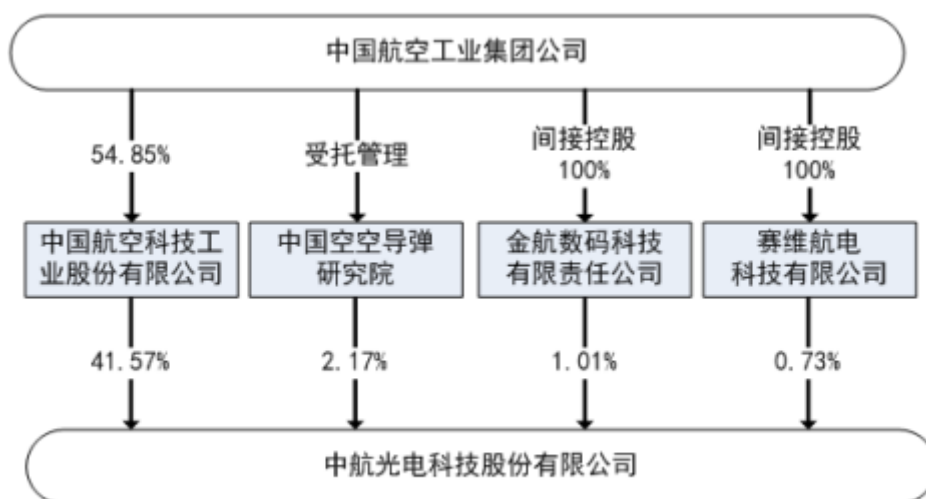 中国航空工业集团公司
54.85%
受托管理
间接控股
100%
间接控股
100%
中国航空科技工
业股份有限公司
中国空空导弹
研究院
金航数码科技
有限责任公司
赛维航电
科技有限公司
41.57%
2.17%
1.01%
0.73%
中航光电科技股份有限公司